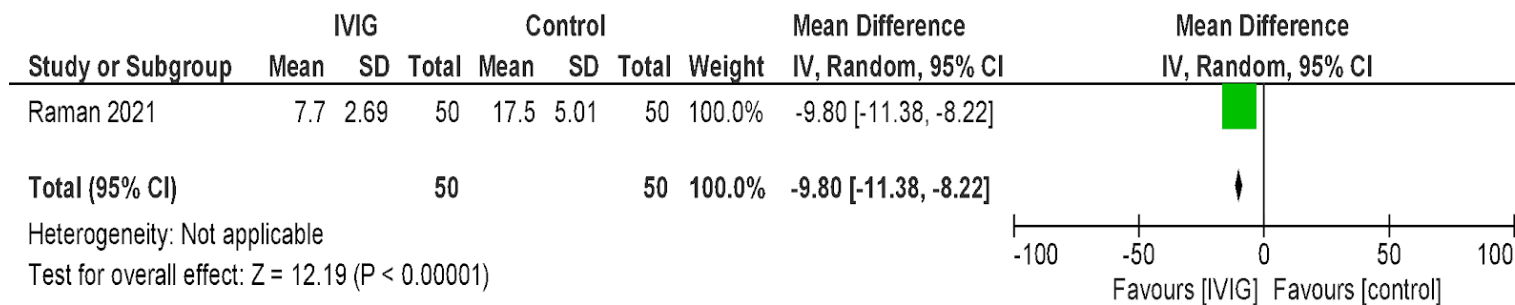 IVIG Control Mean Difference Mean Difference
Study or Subgroup Mean SD Total Mean SD Total Weight IV, Random, 95% CI IV, Random, 95% CI
Raman 2021 7.7 2.69 50 17.5 5.01 50 100.0% -9.80 [-11.38, -8.22]
Total (95% CI) 50 50 100.0% -9.80 [-11.38, -8.22]
Heterogeneity: Not applicable
Test for overall effect: Z = 12.19 (P < 0.00001)
-100 -50 0 50 100
Favours [IVIG] Favours [control]